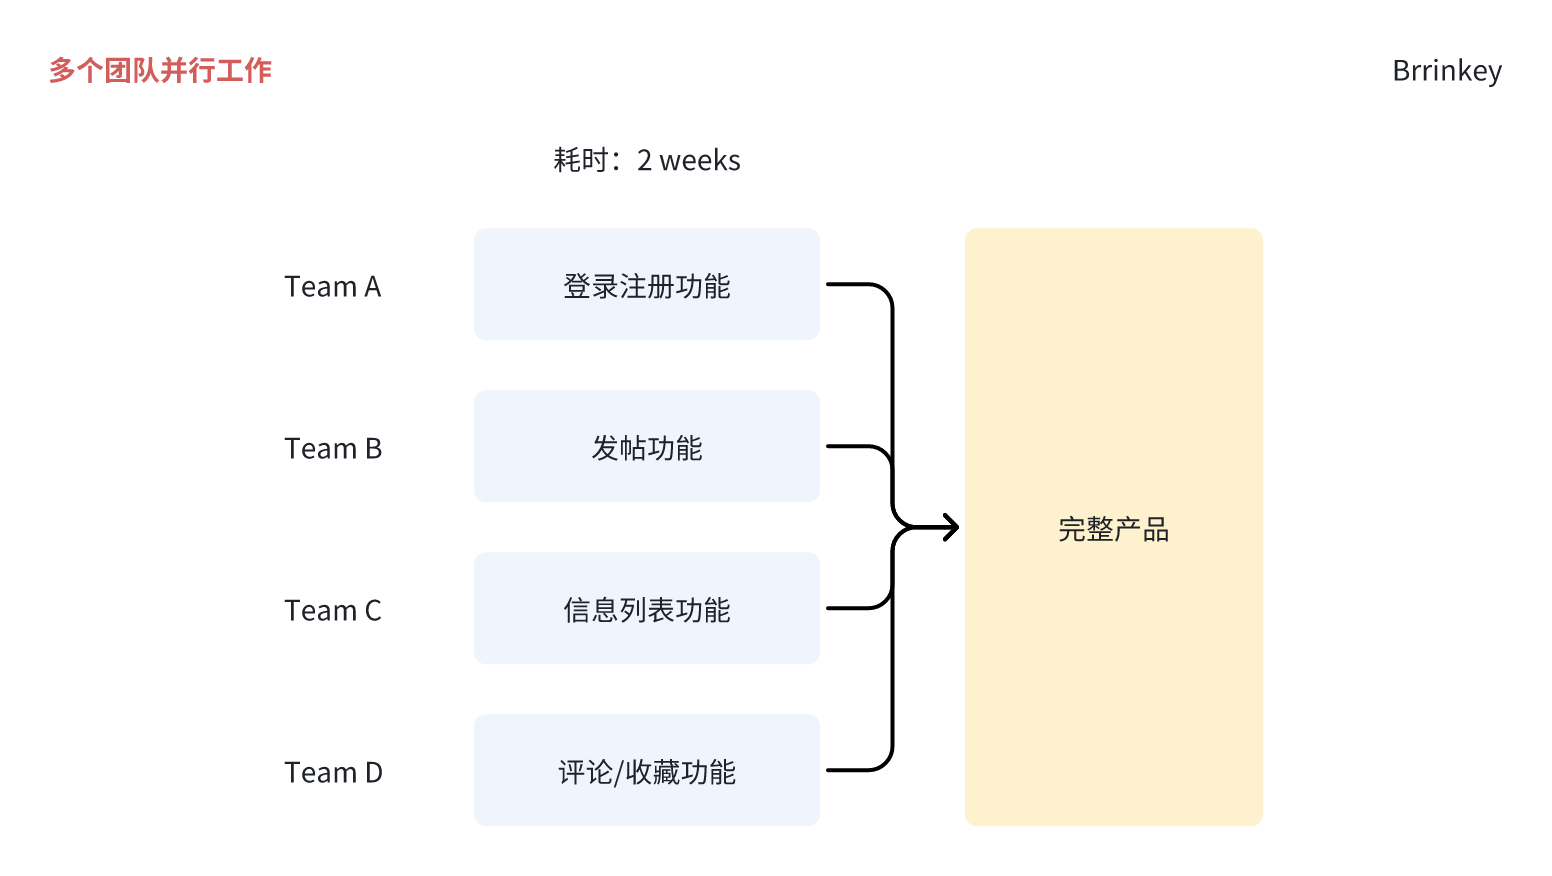 多个团队并行工作
Brrinkey
耗时：2 weeks
Team A
登录注册功能
Team B
发帖功能
Team C
信息列表功能
Team D
评论/收藏功能
完整产品